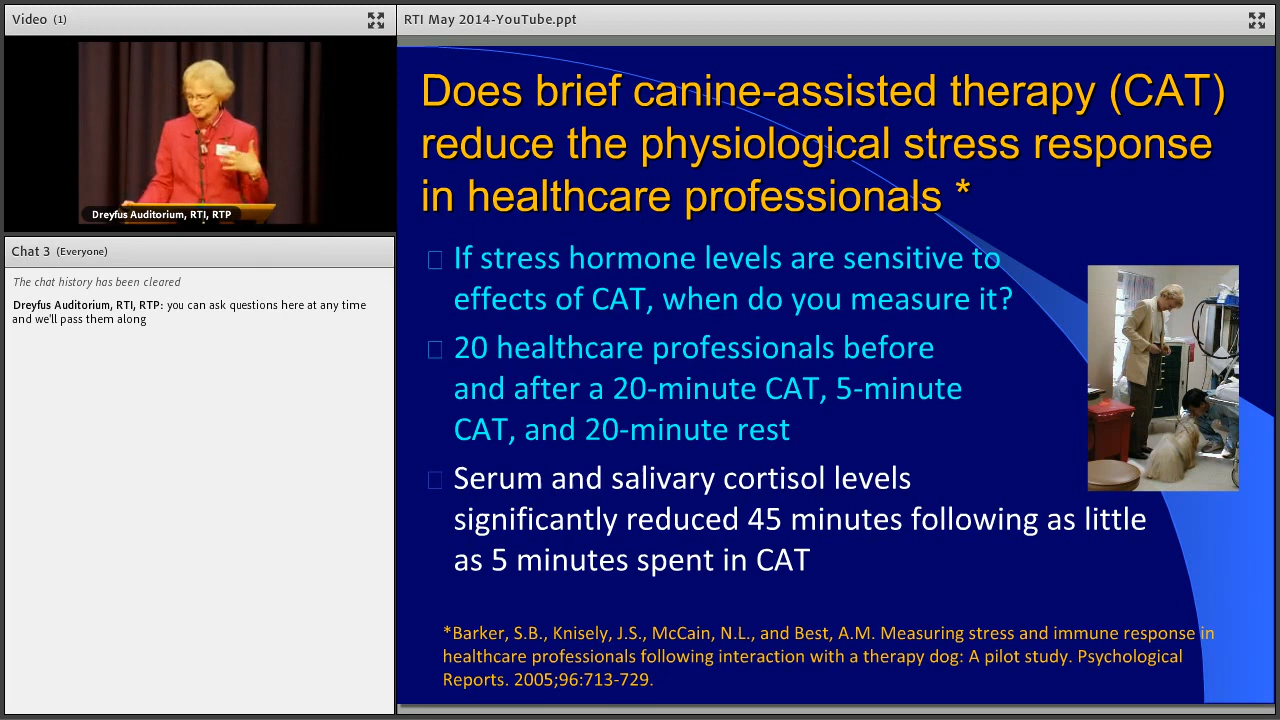 Video (1)
Dreyfus Auditorium, RTI, RTP
Chat 3 (Everyone)
The chat history has been cleared
Dreyfus Auditorium, RTI, RTP: you can ask questions here at any time
and we'll pass them along
RTI May 2014-YouTube.ppt
Does brief canine-assisted therapy (CAT)
reduce the physiological stress response
in healthcare professionals *
If stress hormone levels are sensitive to
effects of CAT, when do you measure it?
20 healthcare professionals before
and after a 20-minute CAT, 5-minute
CAT, and 20-minute rest
Serum and salivary cortisol levels
significantly reduced 45 minutes following as little
as 5 minutes spent in CAT
*Barker, S.B., Knisely, J.S., McCain, N.L., and Best, A.M. Measuring stress and immune response in
healthcare professionals following interaction with a therapy dog: A pilot study. Psychological
Reports. 2005;96:713-729.